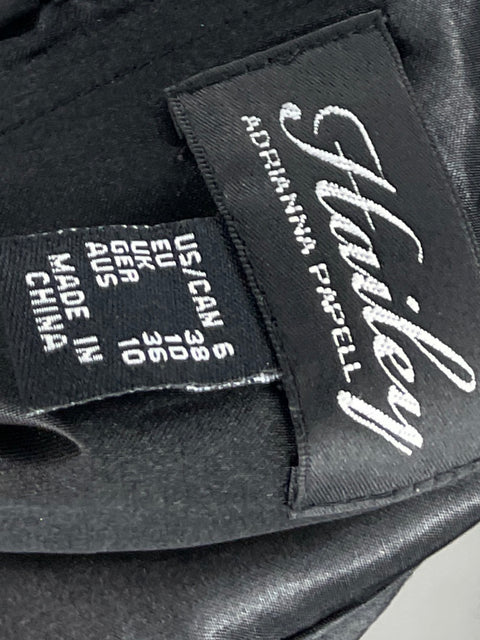 Hailey
ADRIANNA PAPELL
US/CAN 6
EU 38
UK 10
GER 36
AUS 10
MADE IN
CHINA